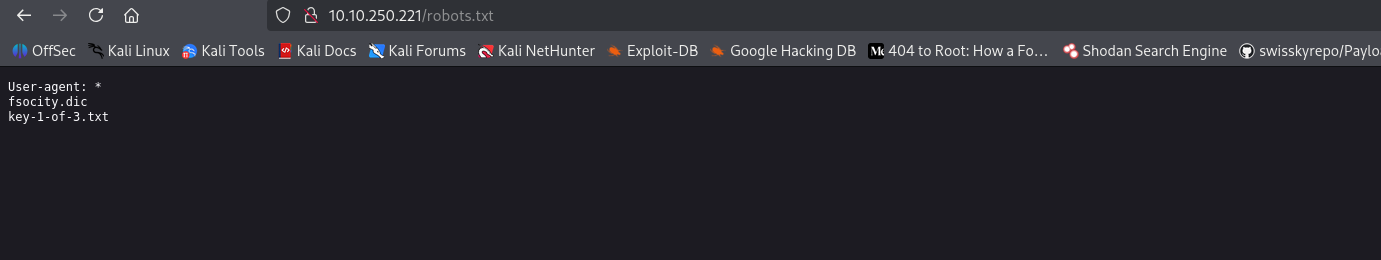 10.10.250.221/robots.txt
OffSec Kali Linux Kali Tools Kali Docs Kali Forums Kali NetHunter Exploit-DB Google Hacking DB 404 to Root: How a Fo… Shodan Search Engine swisskyrepo/Paylo
User-agent: *
fsocity.dic
key-1-of-3.txt